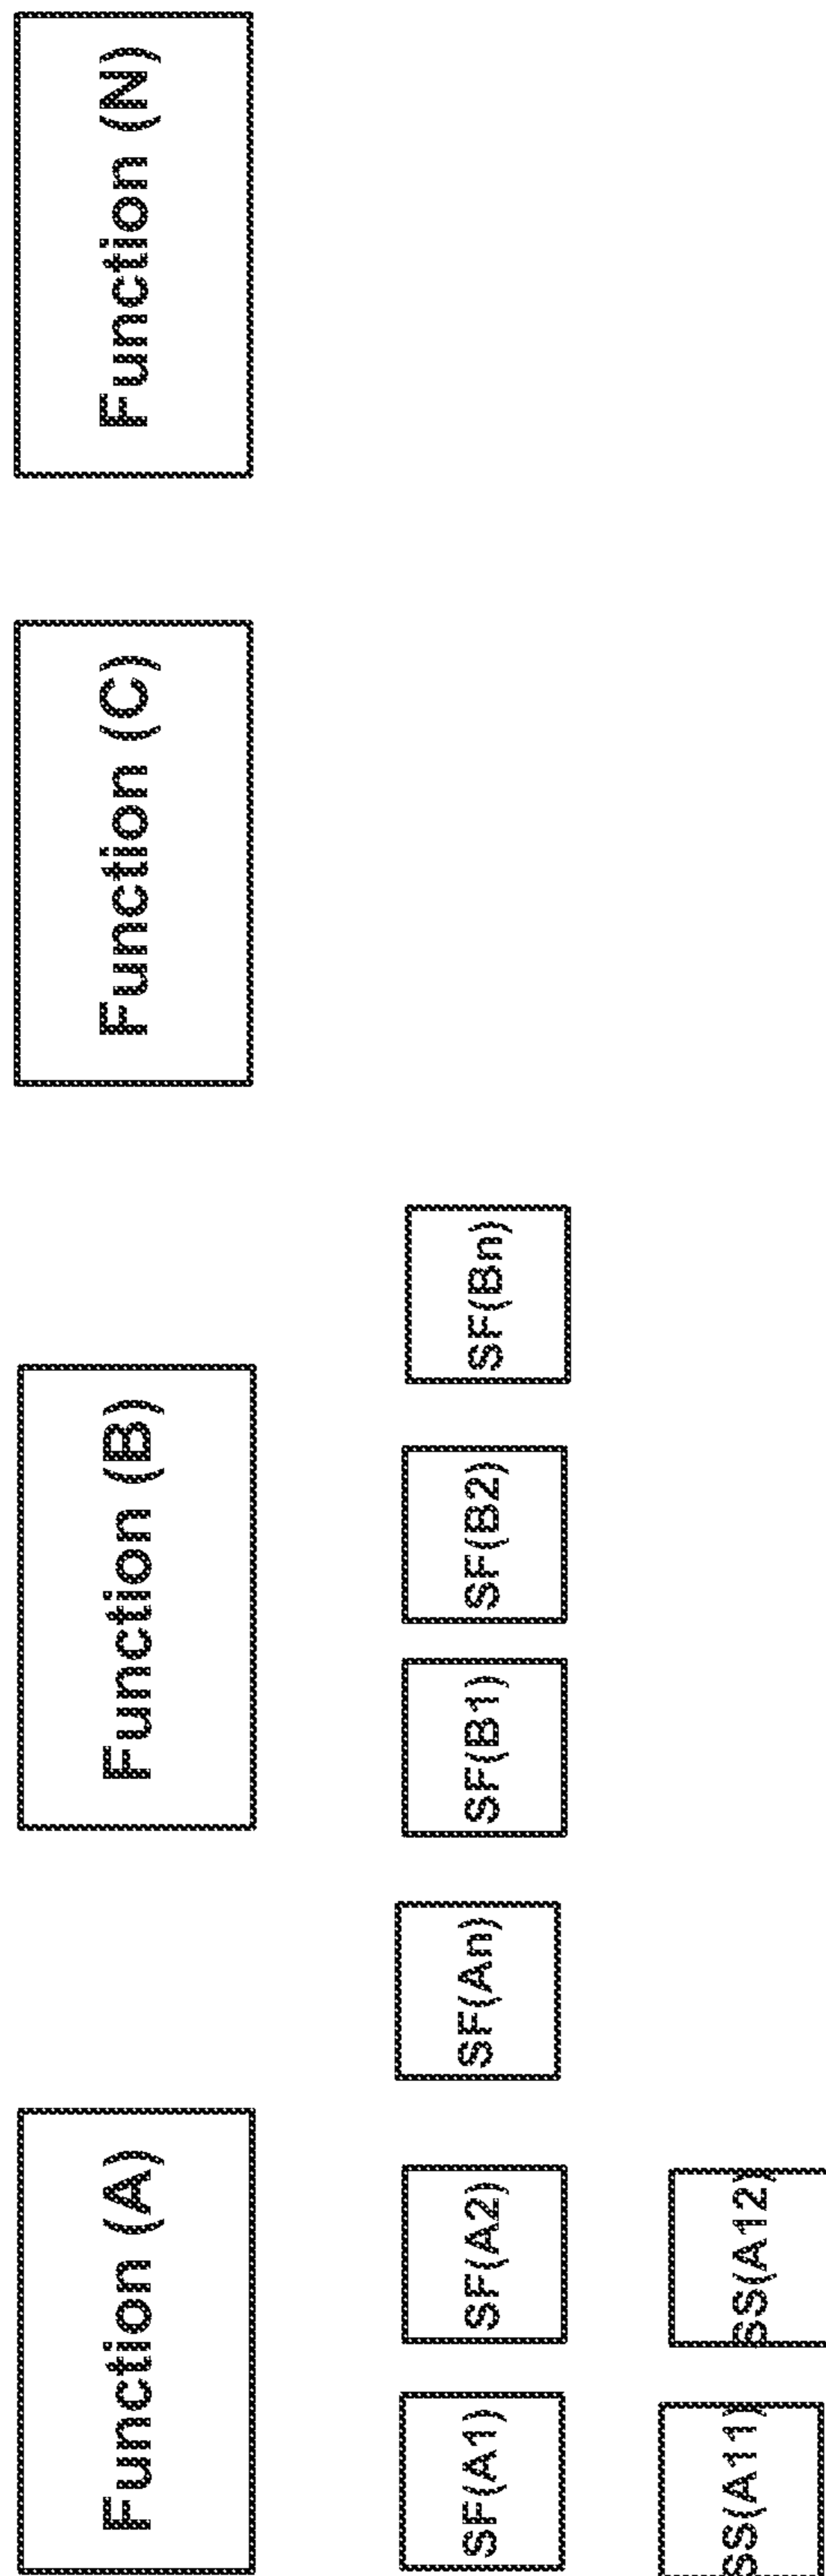 Function (A)
Function (B)
Function (C)
Function (N)
SF(A1)
SF(A2)
SF(An)
SF(B1)
SF(B2)
SF(Bn)
SS(A11)
SS(A12)